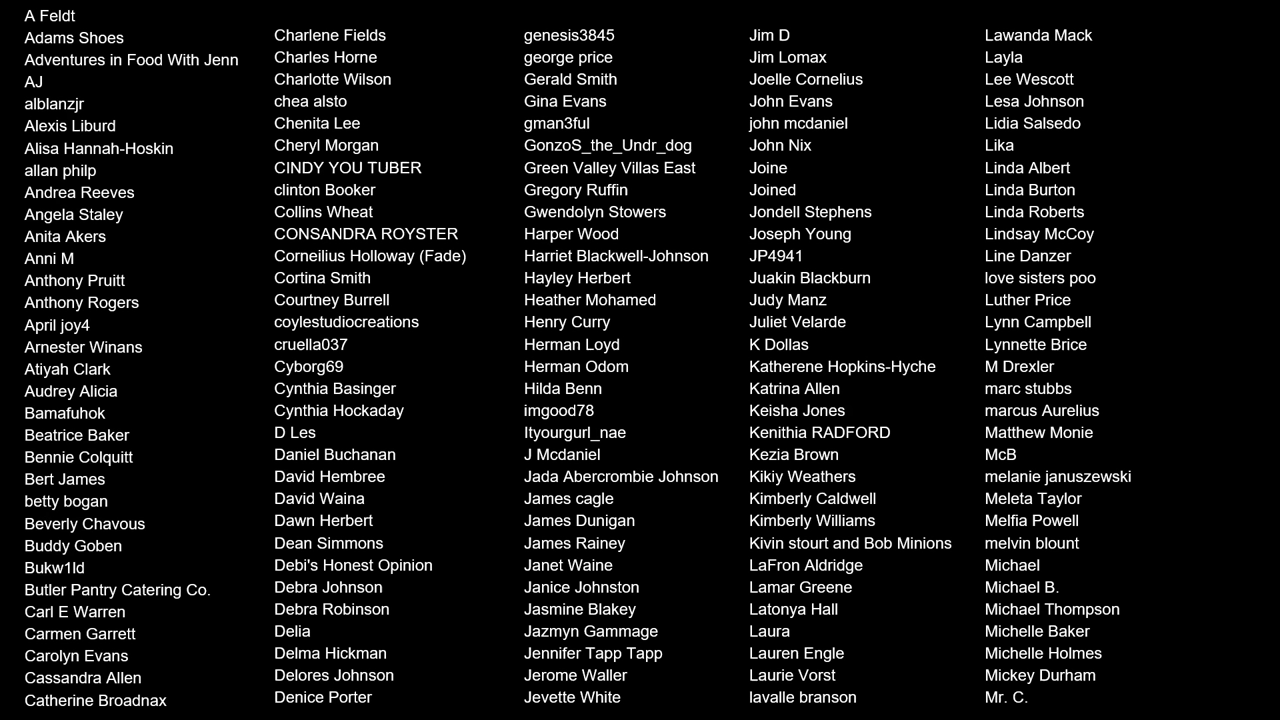 A Feldt
Adams Shoes
Adventures in Food With Jenn
AJ
alblanzjr
Alexis Liburd
Alisa Hannah-Hoskin
allan philp
Andrea Reeves
Angela Staley
Anita Akers
Anni M
Anthony Pruitt
Anthony Rogers
April joy4
Arnester Winans
Atiyah Clark
Audrey Alicia
Bamafuhok
Beatrice Baker
Bennie Colquitt
Bert James
betty bogan
Beverly Chavous
Buddy Goben
Bukw1ld
Butler Pantry Catering Co.
Carl E Warren
Carmen Garrett
Carolyn Evans
Cassandra Allen
Catherine Broadnax
Charlene Fields
Charles Horne
Charlotte Wilson
chea alsto
Chenita Lee
Cheryl Morgan
CINDY YOU TUBER
clinton Booker
Collins Wheat
CONSANDRA ROYSTER
Corneilius Holloway (Fade)
Cortina Smith
Courtney Burrell
coylestudiocreations
cruella037
Cyborg69
Cynthia Basinger
Cynthia Hockaday
D Les
Daniel Buchanan
David Hembree
David Waina
Dawn Herbert
Dean Simmons
Debi's Honest Opinion
Debra Johnson
Debra Robinson
Delia
Delma Hickman
Delores Johnson
Denice Porter
genesis3845
george price
Gerald Smith
Gina Evans
gman3ful
GonzoS_the_Undr_dog
Green Valley Villas East
Gregory Ruffin
Gwendolyn Stowers
Harper Wood
Harriet Blackwell-Johnson
Hayley Herbert
Heather Mohamed
Henry Curry
Herman Loyd
Herman Odom
Hilda Benn
imgood78
Ityourgurl_nae
J Mcdaniel
Jada Abercrombie Johnson
James cagle
James Dunigan
James Rainey
Janet Waine
Janice Johnston
Jasmine Blakey
Jazmyn Gammage
Jennifer Tapp Tapp
Jerome Waller
Jevette White
Jim D
Jim Lomax
Joelle Cornelius
John Evans
john mcdaniel
John Nix
Joine
Joined
Jondell Stephens
Joseph Young
JP4941
Juakin Blackburn
Judy Manz
Juliet Velarde
K Dollas
Katherene Hopkins-Hyche
Katrina Allen
Keisha Jones
Kenithia RADFORD
Kezia Brown
Kikiy Weathers
Kimberly Caldwell
Kimberly Williams
Kivin stourt and Bob Minions
LaFron Aldridge
Lamar Greene
Latonya Hall
Laura
Lauren Engle
Laurie Vorst
lavalle branson
Lawanda Mack
Layla
Lee Wescott
Lesa Johnson
Lidia Salsedo
Lika
Linda Albert
Linda Burton
Linda Roberts
Lindsay McCoy
Line Danzer
love sisters poo
Luther Price
Lynn Campbell
Lynnette Brice
M Drexler
marc stubbs
marcus Aurelius
Matthew Monie
McB
melanie januszewski
Meleta Taylor
Melfia Powell
melvin blount
Michael
Michael B.
Michael Thompson
Michelle Baker
Michelle Holmes
Mickey Durham
Mr. C.